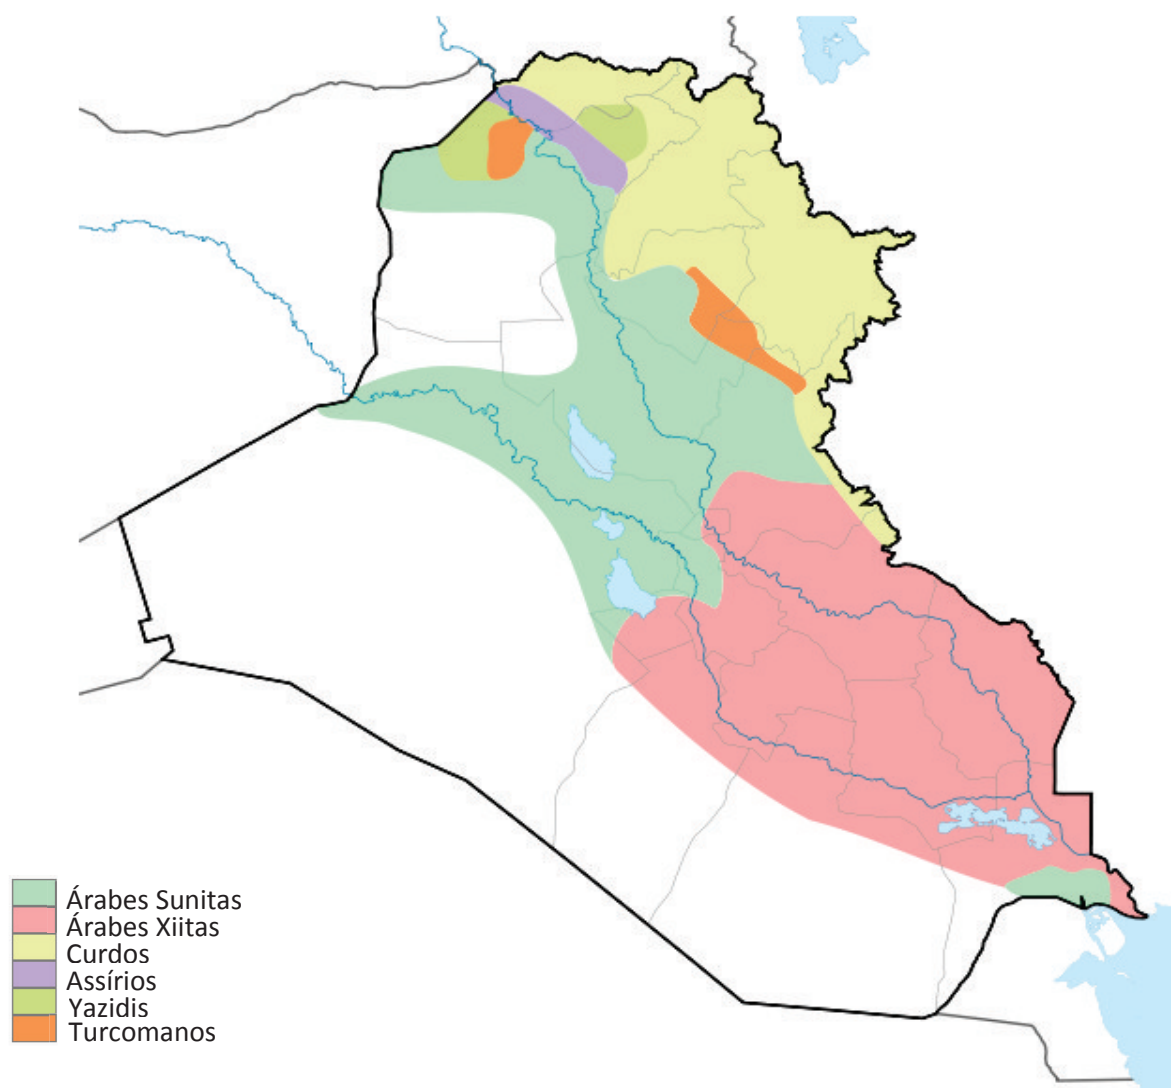 Árabes Sunitas
Árabes Xiitas
Curdos
Assírios
Yazidis
Turcomanos